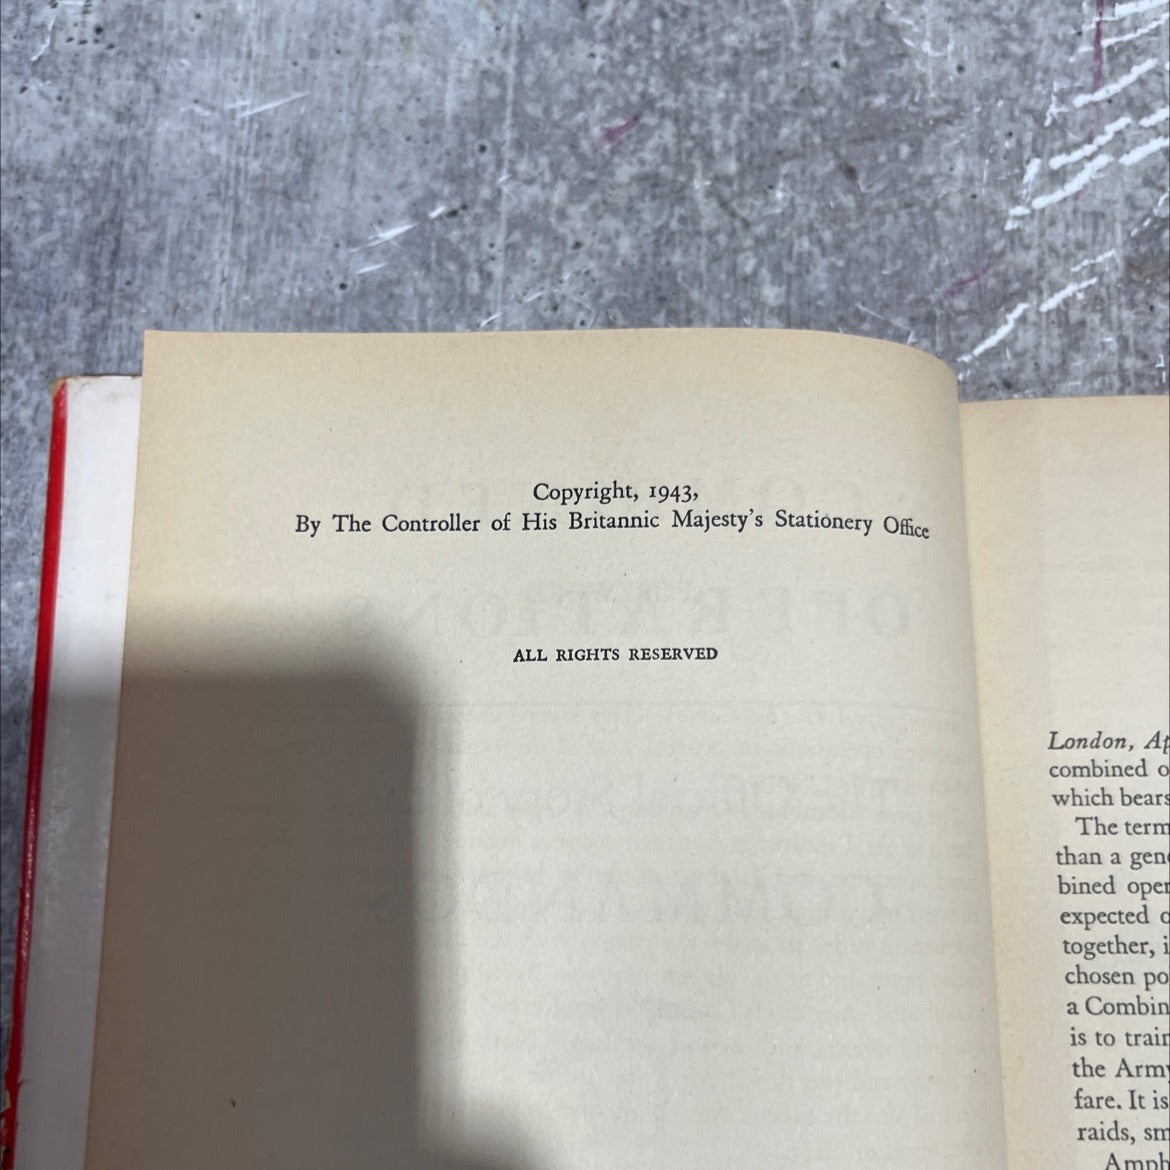 Copyright, 1943,
By The Controller of His Britannic Majesty's Stationery Office
ALL RIGHTS RESERVED
London, Ap
combined o
which bears
The term
than a gene
bined oper
expected o
together, i
chosen po
a Combin
is to train
the Army
fare. It is
raids, sm
Amph